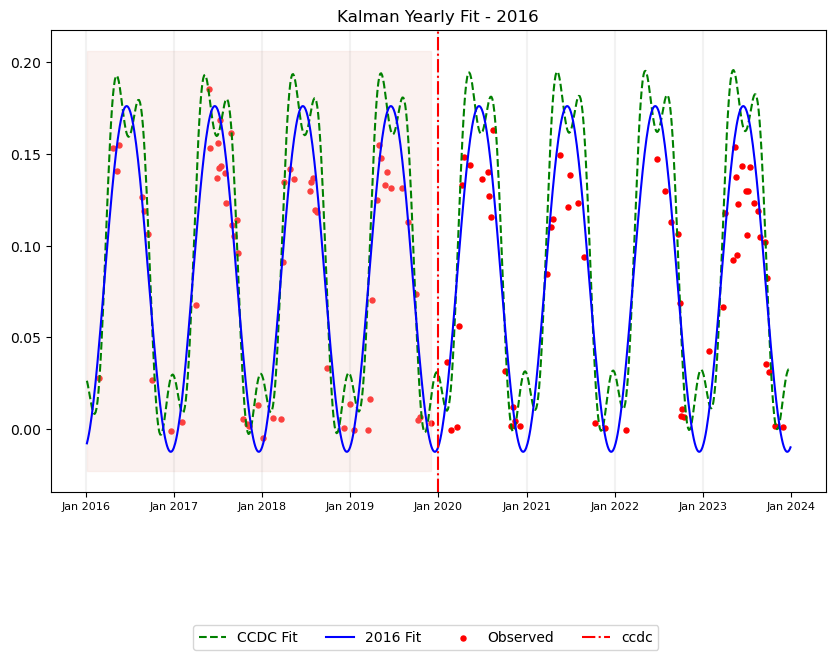 Kalman Yearly Fit - 2016
0.20
0.15
0.10
0.05
0.00
Jan 2016 Jan 2017 Jan 2018 Jan 2019 Jan 2020 Jan 2021 Jan 2022 Jan 2023 Jan 2024
CCDC Fit 2016 Fit Observed ccdc